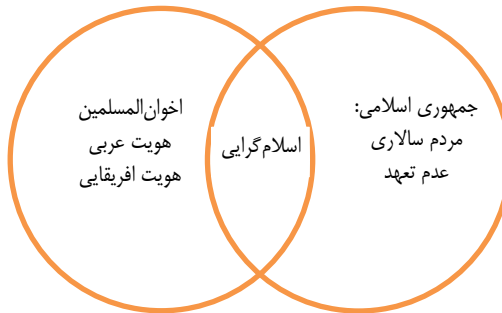 جمهوری اسلامی:
مردم سالاری
عدم تعهد
اسلام‌گرایی
اخوان‌المسلمین
هویت عربی
هویت افریقایی